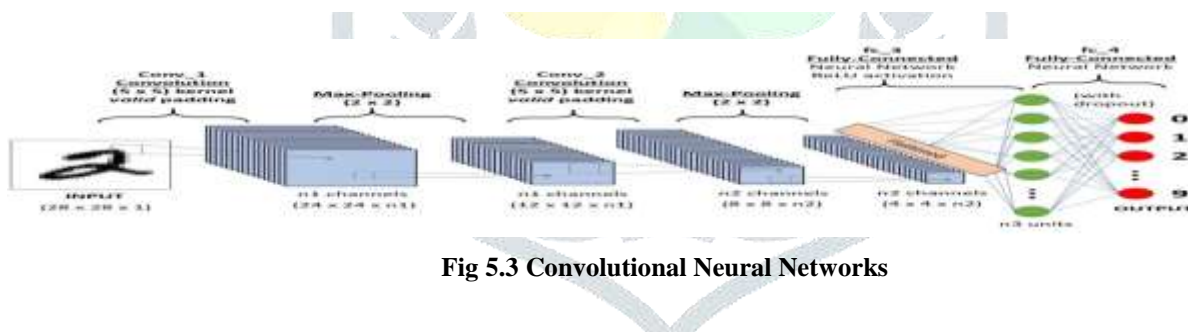 Conv_1
Convolution
(5 x 5) kernel
valid padding
Max-Pooling
(2 x 2)
Conv_2
Convolution
(5 x 5) kernel
valid padding
Max-Pooling
(2 x 2)
fc_3
Fully-Connected
Neural Network
ReLU activation
fc_4
Fully-Connected
Neural Network
(with
dropout)
INPUT
(28 x 28 x 1)
n1 channels
(24 x 24 x n1)
n1 channels
(12 x 12 x n1)
n2 channels
(8 x 8 x n2)
n2 channels
(4 x 4 x n2)
n3 units
0
1
2
9
OUTPUT
Fig 5.3 Convolutional Neural Networks